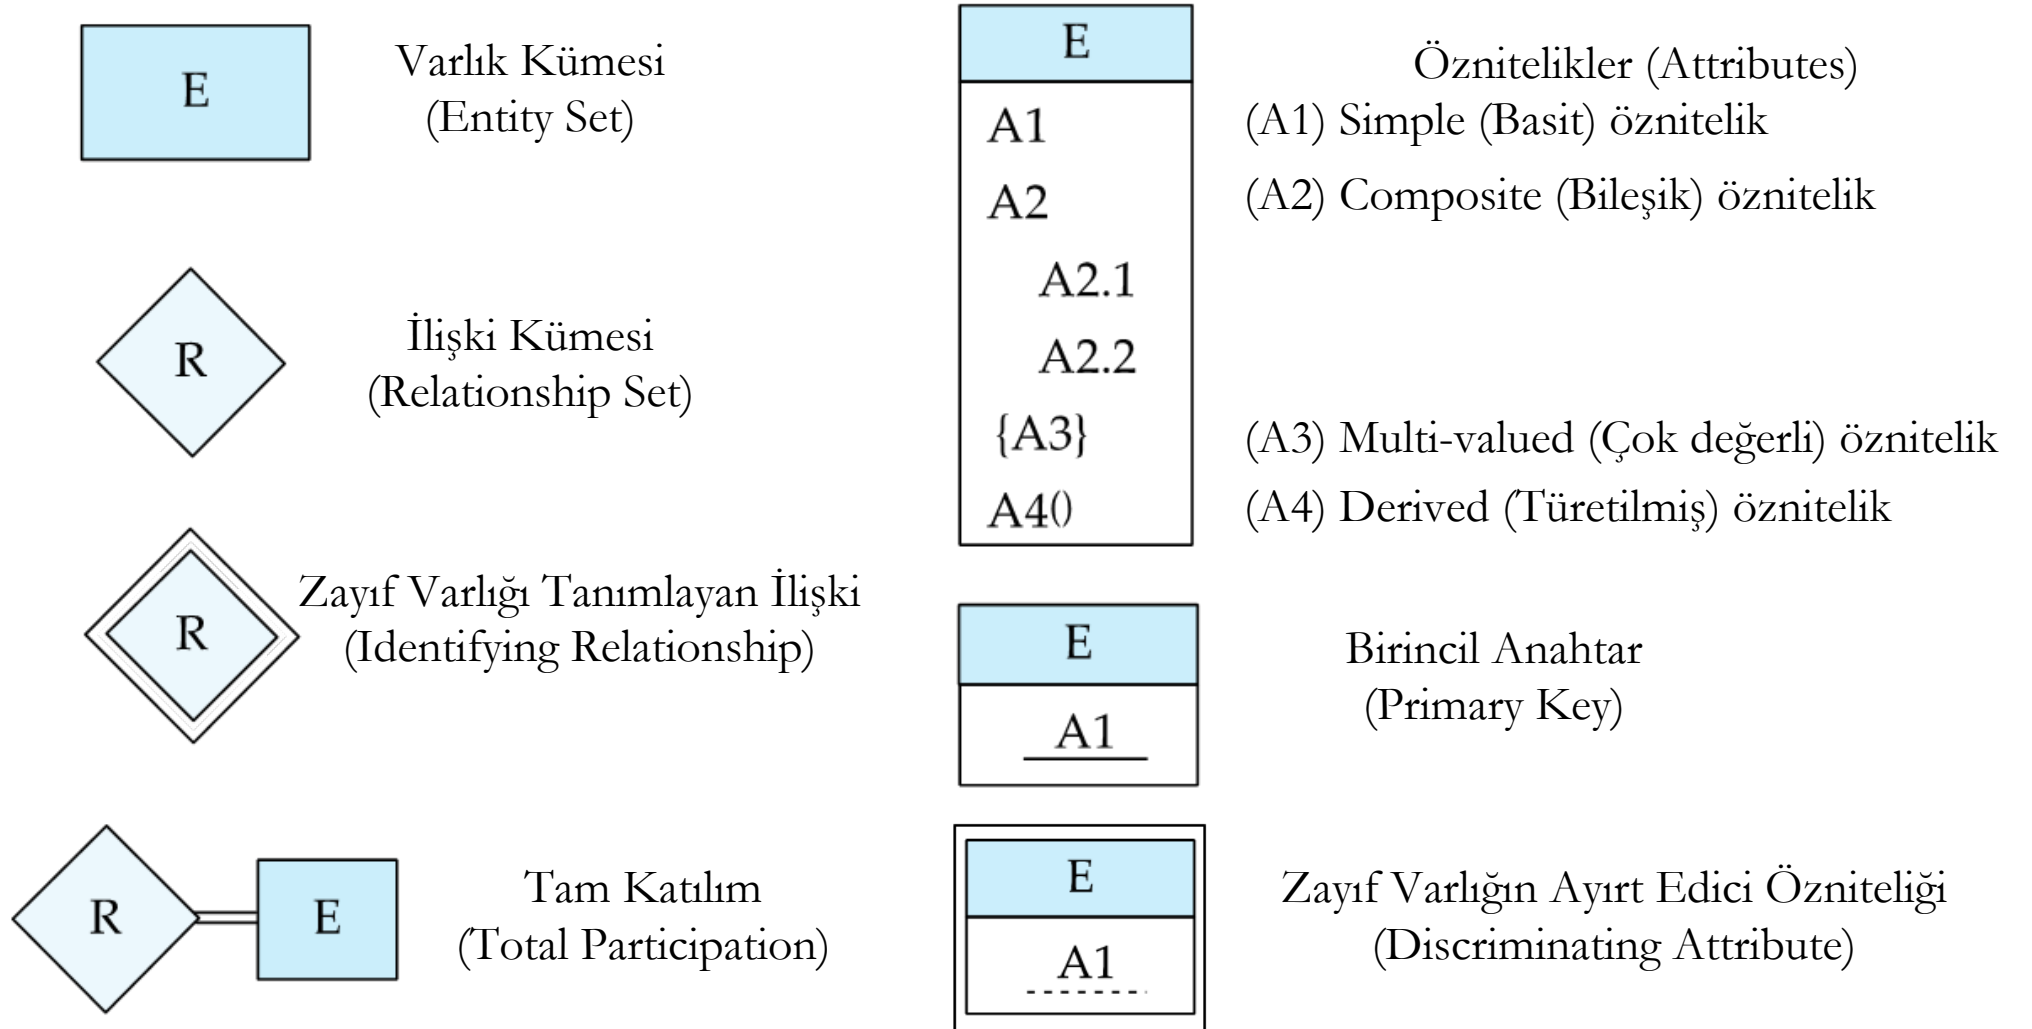 E
Varlık Kümesi
(Entity Set)
R
İlişki Kümesi
(Relationship Set)
R
Zayıf Varlığı Tanımlayan İlişki
(Identifying Relationship)
R
E
Tam Katılım
(Total Participation)
E
A1
A2
A2.1
A2.2
{A3}
A4()
Öznitelikler (Attributes)
(A1) Simple (Basit) öznitelik
(A2) Composite (Bileşik) öznitelik
(A3) Multi-valued (Çok değerli) öznitelik
(A4) Derived (Türetilmiş) öznitelik
E
A1
Birincil Anahtar
(Primary Key)
E
A1
Zayıf Varlığın Ayırt Edici Özniteliği
(Discriminating Attribute)